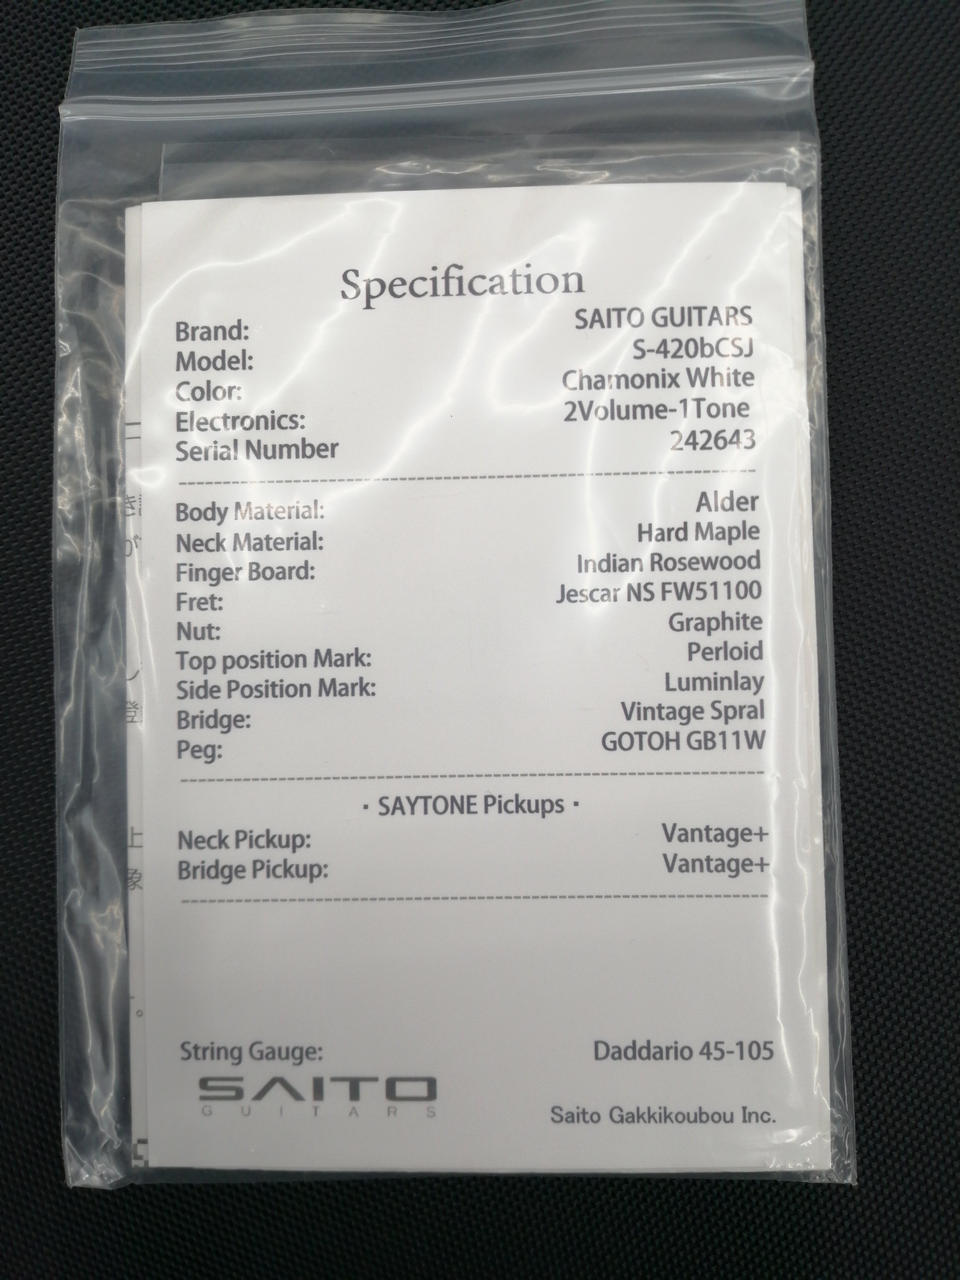 Specification
Brand: SAITO GUITARS
Model: S-420bCSJ
Color: Chamonix White
Electronics: 2Volume-1Tone
Serial Number 242643
Body Material: Alder
Neck Material: Hard Maple
Finger Board: Indian Rosewood
Fret: Jescar NS FW51100
Nut: Graphite
Top position Mark: Perloid
Side Position Mark: Luminlay
Bridge: Vintage Spral
Peg: GOTOH GB11W
· SAYTONE Pickups ·
Neck Pickup: Vantage+
Bridge Pickup: Vantage+
String Gauge: Daddario 45-105
SAITO
GUITARS
Saito Gakkikoubou Inc.